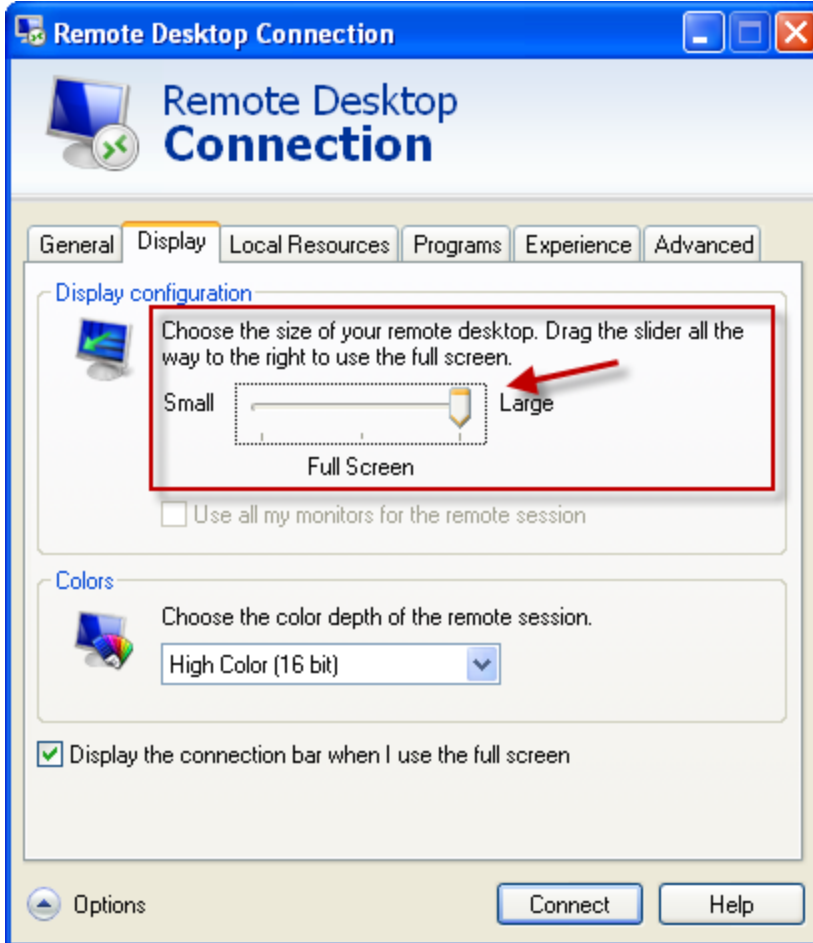 Remote Desktop Connection
Remote Desktop
Connection
General Display Local Resources Programs Experience Advanced
Display configuration
Choose the size of your remote desktop. Drag the slider all the
way to the right to use the full screen.
Small Large
Full Screen
Use all my monitors for the remote session
Colors
Choose the color depth of the remote session.
High Color (16 bit)
Display the connection bar when I use the full screen
Options Connect Help